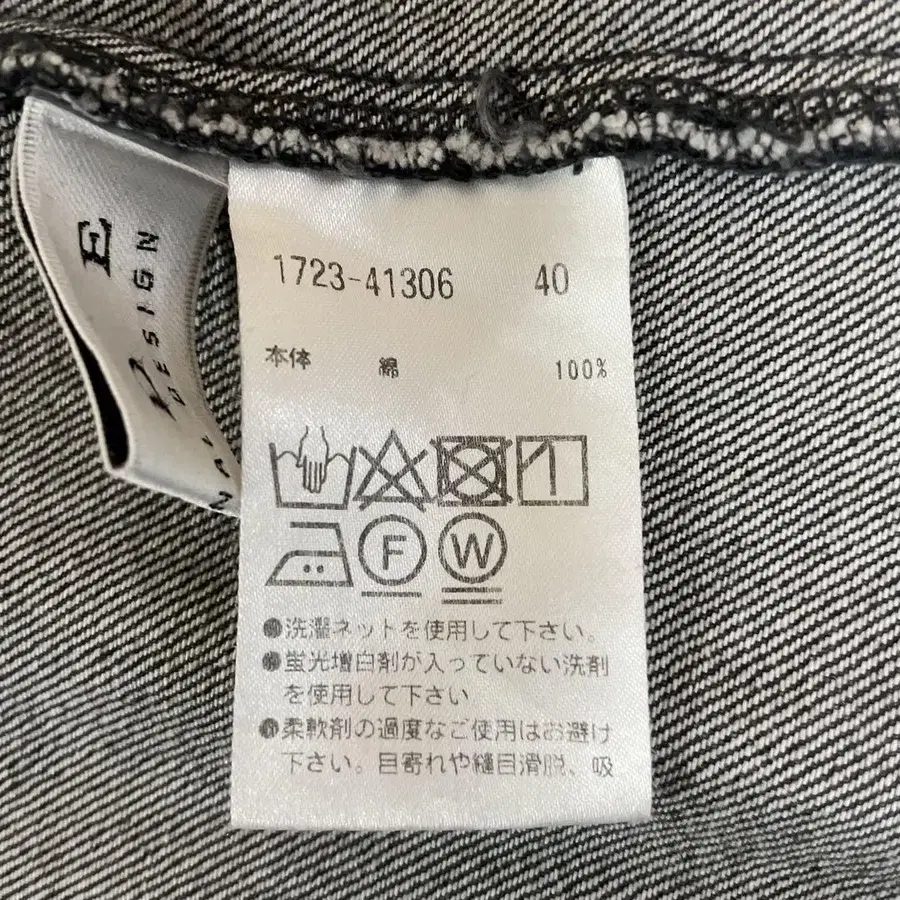 1723-41306 40
本体 綿 100%
F W
●洗濯ネットを使用して下さい。
●蛍光増白剤が入っていない洗剤
を使用して下さい
●柔軟剤の過度なご使用はお避け
下さい。目寄れや縫目滑脱、吸
E
DESIGN